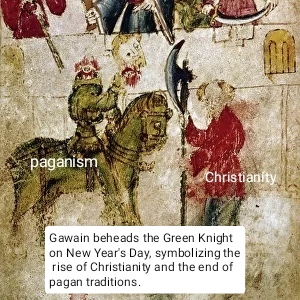 paganism
Christianity
Gawain beheads the Green Knight
on New Year's Day, symbolizing the
rise of Christianity and the end of
pagan traditions.